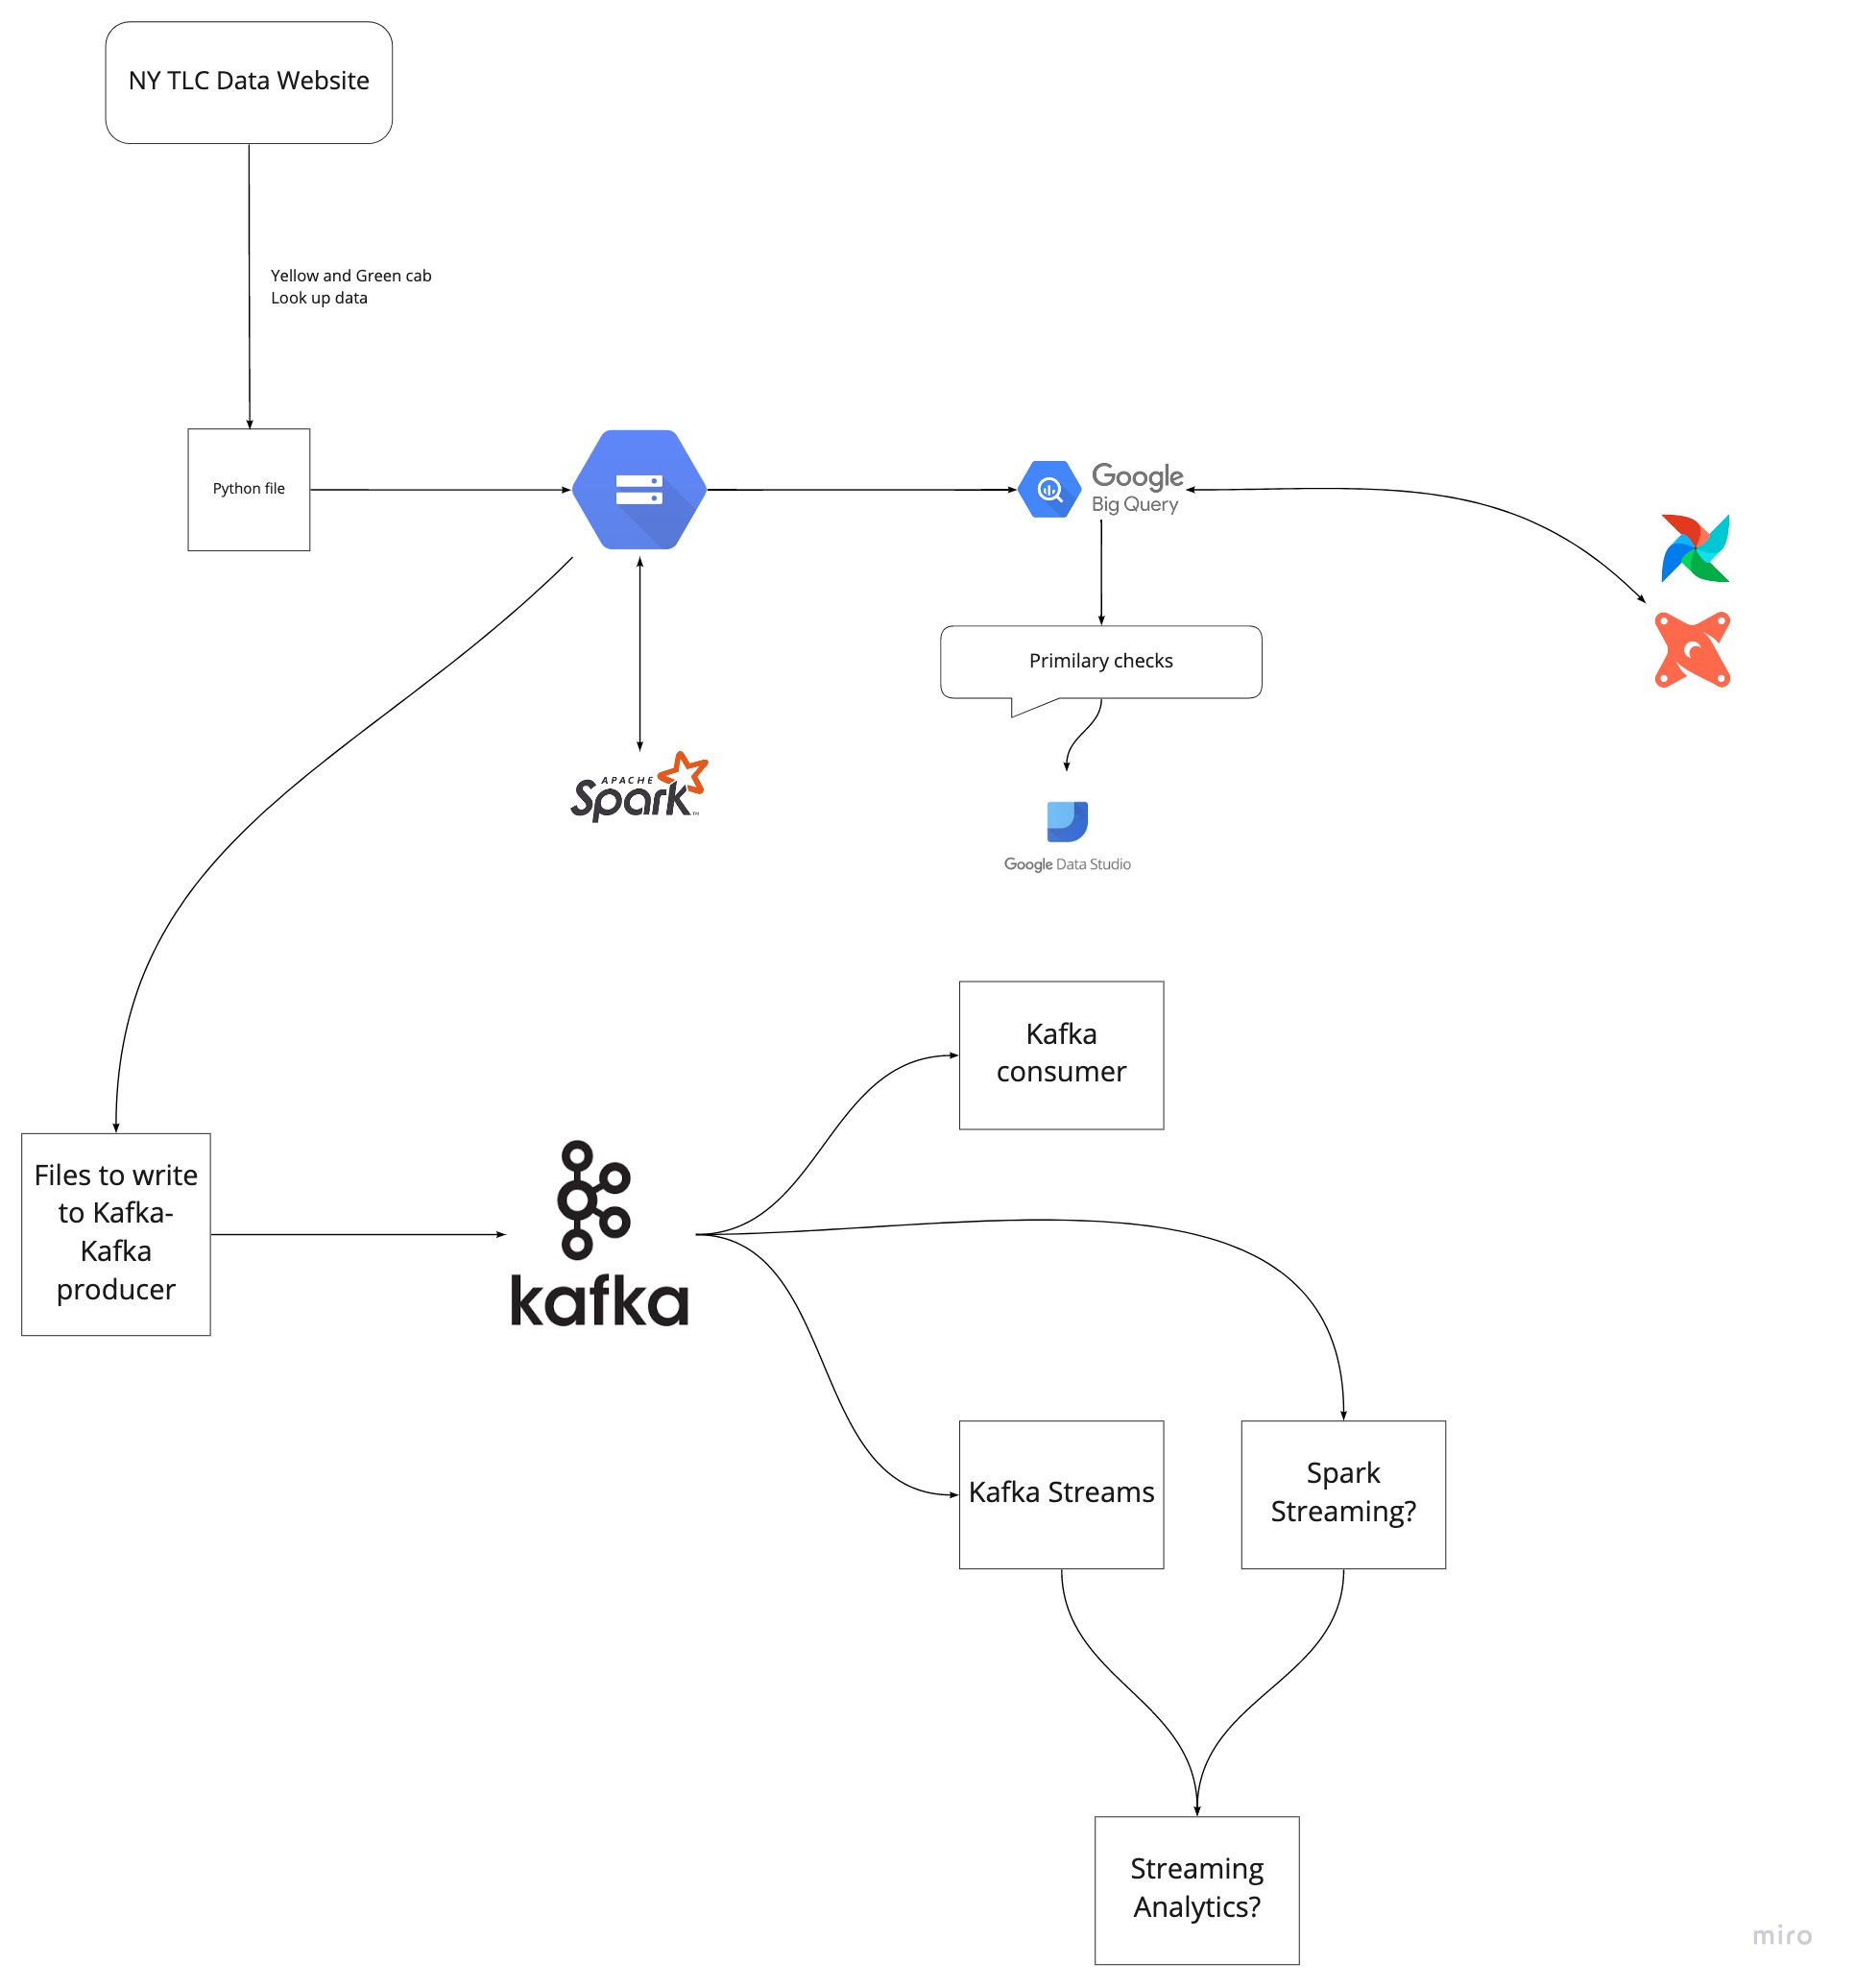 NY TLC Data Website
Yellow and Green cab
Look up data
Python file
Google
Big Query
Primilary checks
APACHE
Spark™
Google Data Studio
Kafka
consumer
Files to write
to Kafka-
Kafka
producer
kafka
Kafka Streams
Spark
Streaming?
Streaming
Analytics?
miro